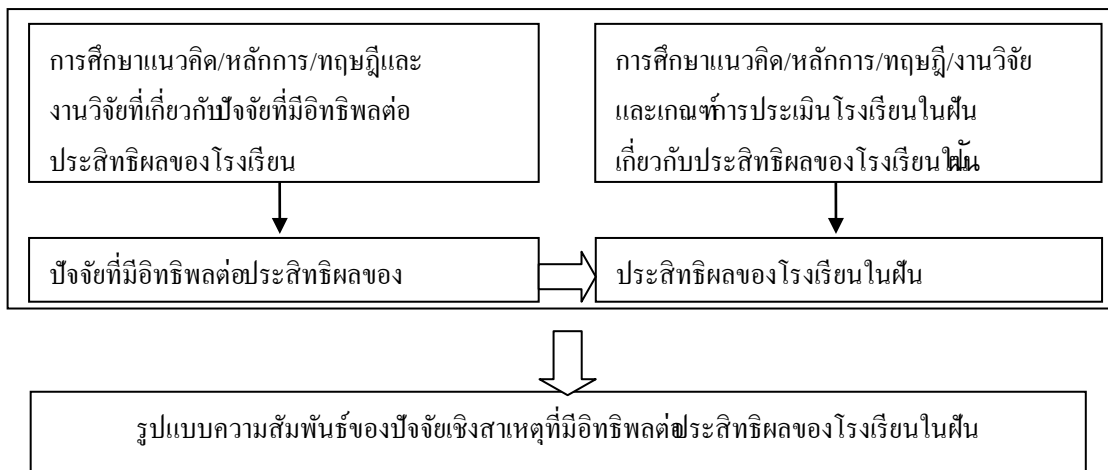 การศึกษาแนวคิด/หลักการ/ทฤษฎีและ
งานวิจัยที่เกี่ยวกับปัจจัยที่มีอิทธิพลต่อ
ประสิทธิผลของโรงเรียน
การศึกษาแนวคิด/หลักการ/ทฤษฎี/งานวิจัย
และเกณฑ์การประเมินโรงเรียนในฝัน
เกี่ยวกับประสิทธิผลของโรงเรียนในฝัน
ปัจจัยที่มีอิทธิพลต่อประสิทธิผลของ
ประสิทธิผลของโรงเรียนในฝัน
รูปแบบความสัมพันธ์ของปัจจัยเชิงสาเหตุที่มีอิทธิพลต่อประสิทธิผลของโรงเรียนในฝัน